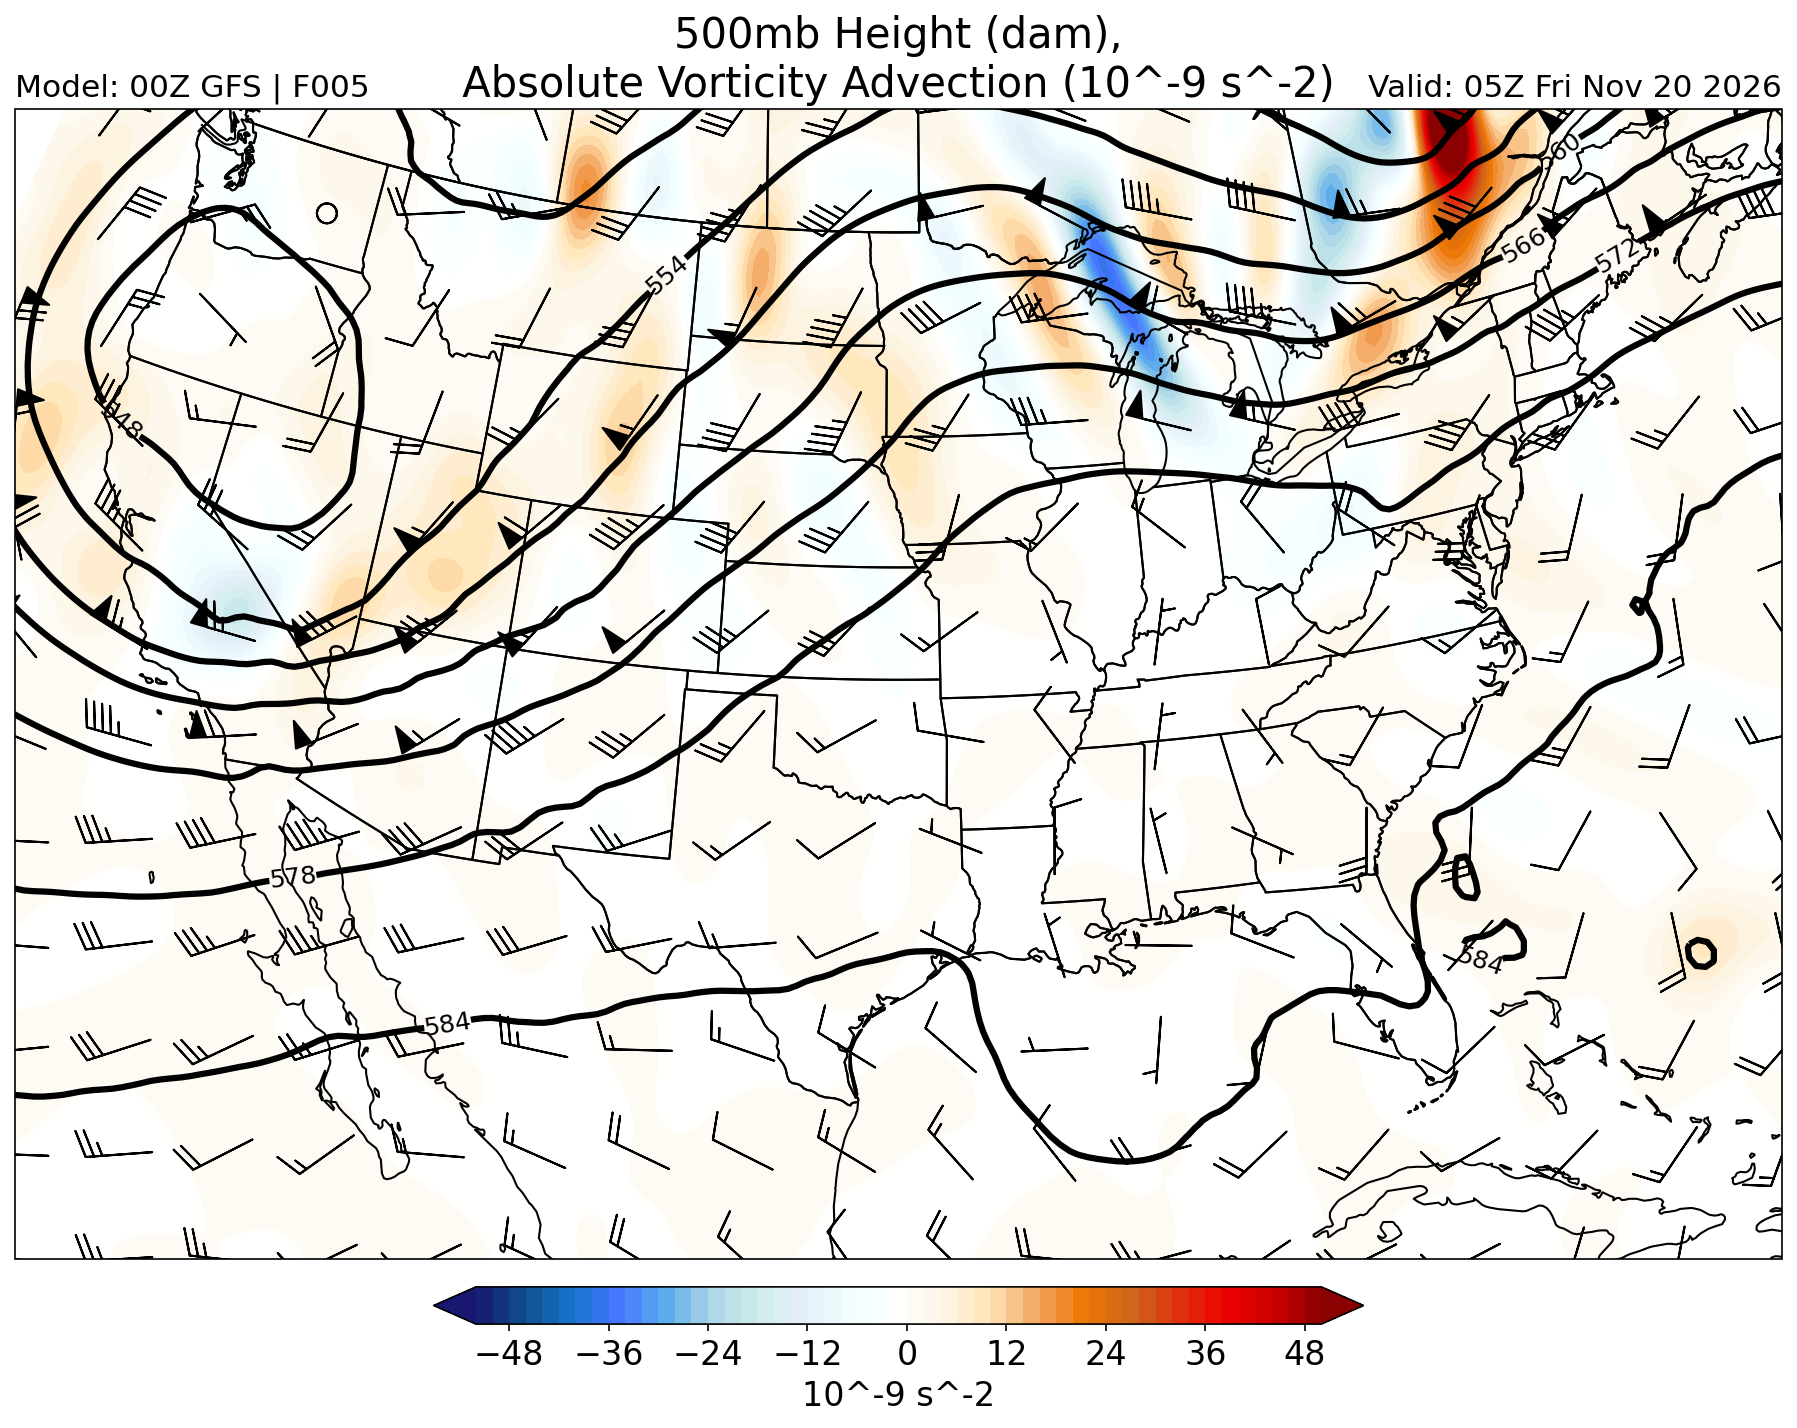 500mb Height (dam),
Model: 00Z GFS | F005
Absolute Vorticity Advection (10^-9 s^-2)
Valid: 05Z Fri Nov 20 2026
560
566
572
554
548
578
584
584
−48 −36 −24 −12 0 12 24 36 48
10^-9 s^-2